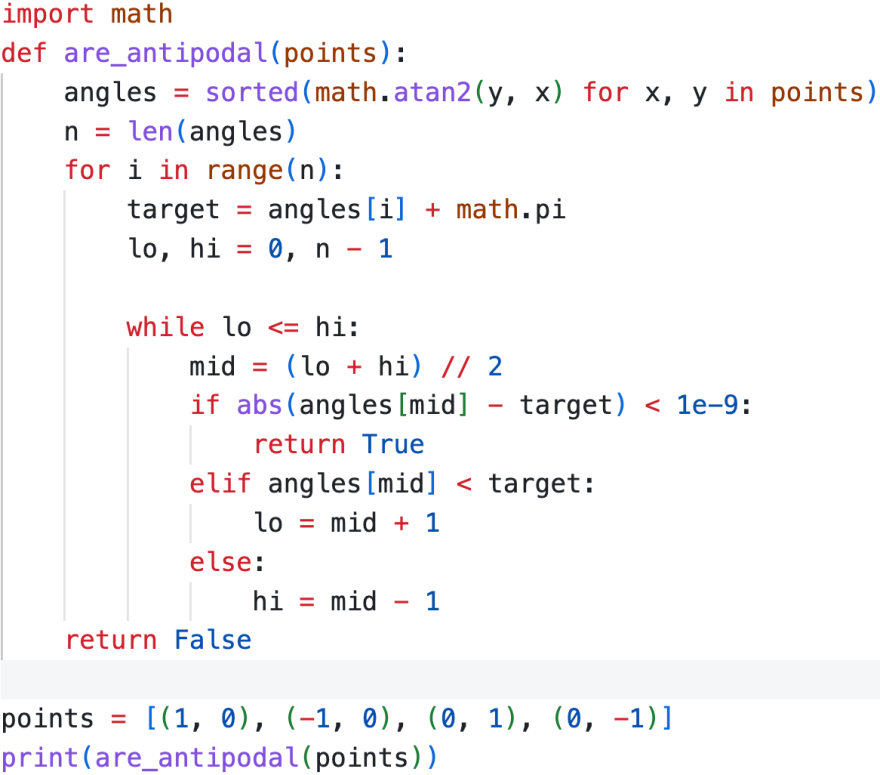 import math
def are_antipodal(points):
    angles = sorted(math.atan2(y, x) for x, y in points)
    n = len(angles)
    for i in range(n):
        target = angles[i] + math.pi
        lo, hi = 0, n - 1

        while lo <= hi:
            mid = (lo + hi) // 2
            if abs(angles[mid] - target) < 1e-9:
                return True
            elif angles[mid] < target:
                lo = mid + 1
            else:
                hi = mid - 1
    return False

points = [(1, 0), (-1, 0), (0, 1), (0, -1)]
print(are_antipodal(points))